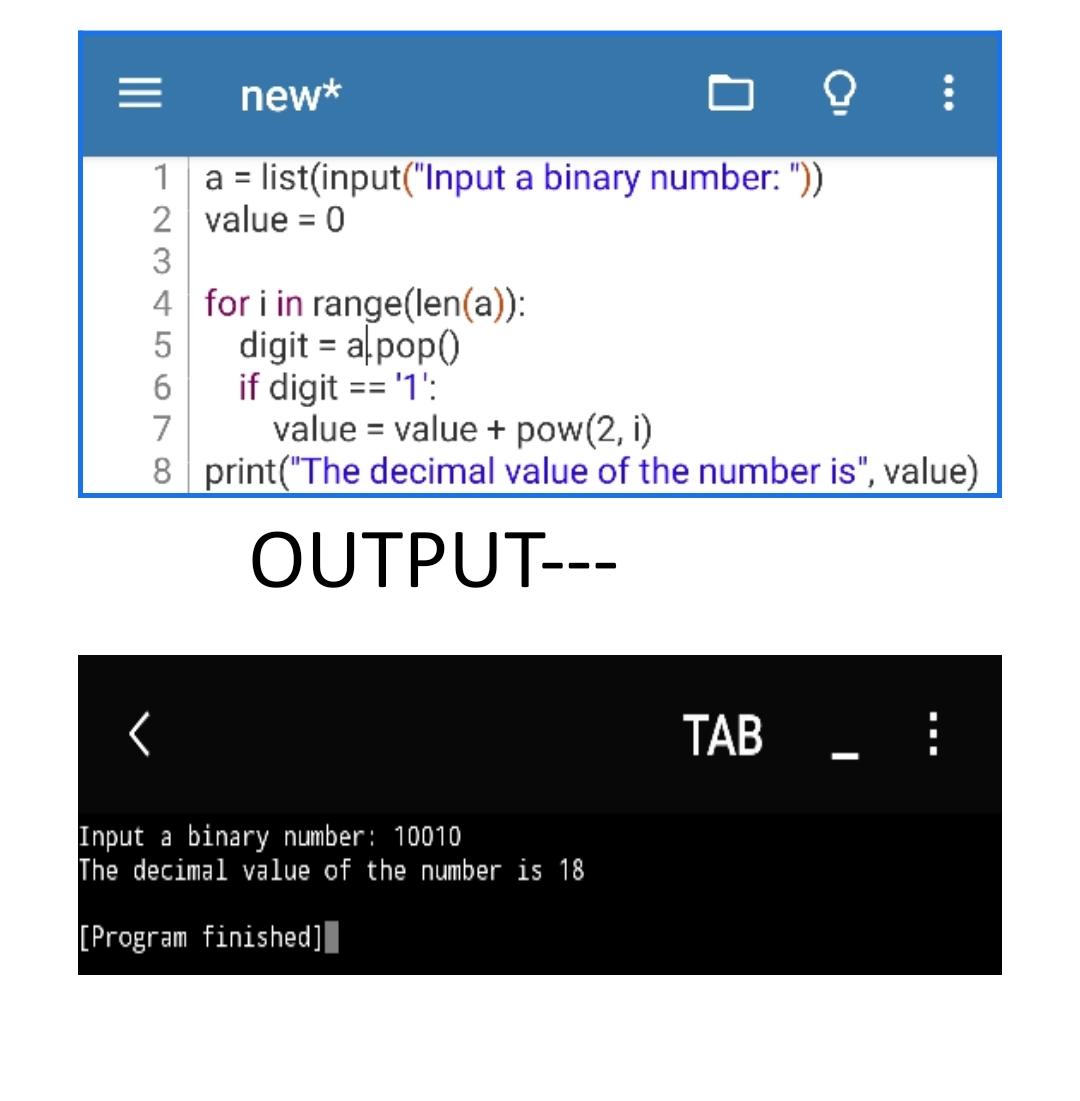 new*
1 a = list(input("Input a binary number: "))
2 value = 0
3
4 for i in range(len(a)):
5     digit = a.pop()
6     if digit == '1':
7         value = value + pow(2, i)
8 print("The decimal value of the number is", value)
OUTPUT---
TAB _
Input a binary number: 10010
The decimal value of the number is 18
[Program finished]